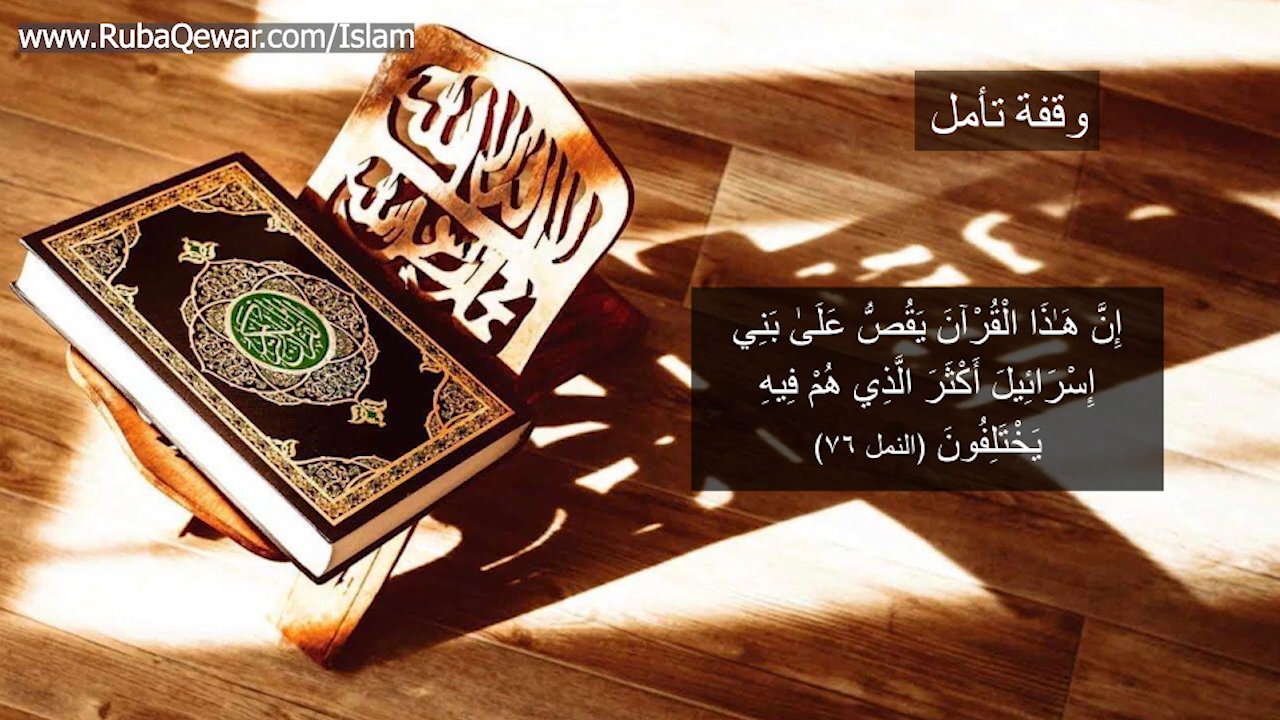 www.RubaQewar.com/Islam
وقفة تأمل
إِنَّ هَـٰذَا الْقُرْآنَ يَقُصُّ عَلَىٰ بَنِي
إِسْرَائِيلَ أَكْثَرَ الَّذِي هُمْ فِيهِ
يَخْتَلِفُونَ (النمل ٧٦)